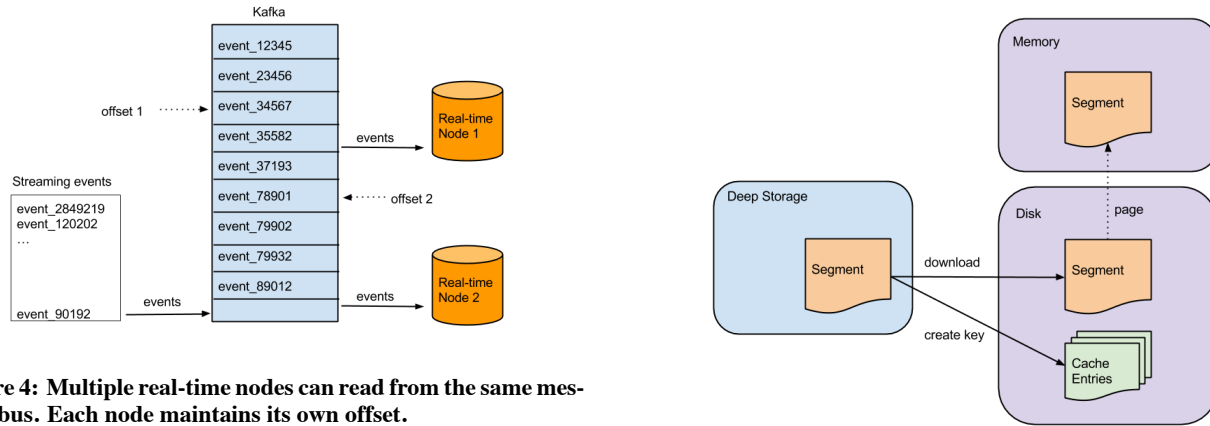 Kafka
event_12345
event_23456
offset 1
event_34567
event_35582
events
Real-time
Node 1
event_37193
Streaming events
event_78901
offset 2
event_2849219
event_120202
...
event_79902
event_79932
event_89012
event_90192
events
events
Real-time
Node 2
re 4: Multiple real-time nodes can read from the same mes-
bus. Each node maintains its own offset.
Memory
Segment
Deep Storage
Segment
Disk
page
download
Segment
create key
Cache
Entries